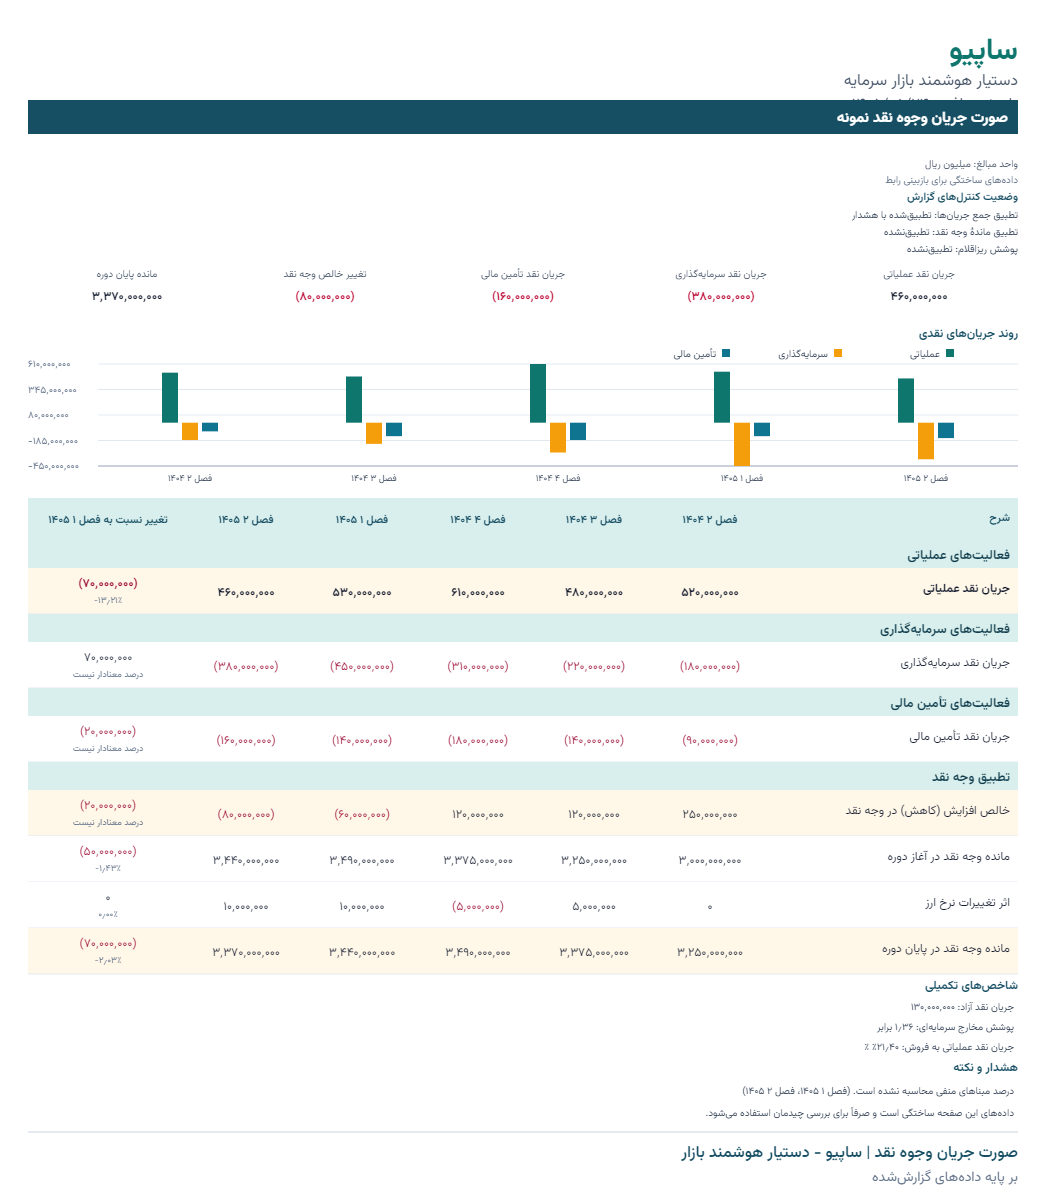 ساپیو
دستیار هوشمند بازار سرمایه
صورت جریان وجوه نقد نمونه
واحد مبالغ: میلیون ریال
داده‌های ساختگی برای بازبینی رابط
وضعیت کنترل‌های گزارش
تطبیق جمع جریان‌ها: تطبیق‌شده با هشدار
تطبیق ماندهٔ وجه نقد: تطبیق‌نشده
پوشش ریزاقلام: تطبیق‌نشده
جریان نقد عملیاتی جریان نقد سرمایه‌گذاری جریان نقد تأمین مالی تغییر خالص وجه نقد مانده پایان دوره
۴۶۰,۰۰۰,۰۰۰ (۳۸۰,۰۰۰,۰۰۰) (۱۶۰,۰۰۰,۰۰۰) (۸۰,۰۰۰,۰۰۰) ۳,۳۷۰,۰۰۰,۰۰۰
روند جریان‌های نقدی
عملیاتی سرمایه‌گذاری تأمین مالی
۶۱۰,۰۰۰,۰۰۰
۳۴۵,۰۰۰,۰۰۰
۸۰,۰۰۰,۰۰۰
-۱۸۵,۰۰۰,۰۰۰
-۴۵۰,۰۰۰,۰۰۰
فصل ۲ ۱۴۰۵ فصل ۱ ۱۴۰۵ فصل ۴ ۱۴۰۴ فصل ۳ ۱۴۰۴ فصل ۲ ۱۴۰۴
شرح فصل ۲ ۱۴۰۴ فصل ۳ ۱۴۰۴ فصل ۴ ۱۴۰۴ فصل ۱ ۱۴۰۵ فصل ۲ ۱۴۰۵ تغییر نسبت به فصل ۱ ۱۴۰۵
فعالیت‌های عملیاتی
جریان نقد عملیاتی ۵۲۰,۰۰۰,۰۰۰ ۴۸۰,۰۰۰,۰۰۰ ۶۱۰,۰۰۰,۰۰۰ ۵۳۰,۰۰۰,۰۰۰ ۴۶۰,۰۰۰,۰۰۰ (۷۰,۰۰۰,۰۰۰)
-۱۳٫۲۱٪
فعالیت‌های سرمایه‌گذاری
جریان نقد سرمایه‌گذاری (۱۸۰,۰۰۰,۰۰۰) (۲۲۰,۰۰۰,۰۰۰) (۳۱۰,۰۰۰,۰۰۰) (۴۵۰,۰۰۰,۰۰۰) (۳۸۰,۰۰۰,۰۰۰) ۷۰,۰۰۰,۰۰۰
درصد معنادار نیست
فعالیت‌های تأمین مالی
جریان نقد تأمین مالی (۹۰,۰۰۰,۰۰۰) (۱۴۰,۰۰۰,۰۰۰) (۱۸۰,۰۰۰,۰۰۰) (۱۴۰,۰۰۰,۰۰۰) (۱۶۰,۰۰۰,۰۰۰) (۲۰,۰۰۰,۰۰۰)
درصد معنادار نیست
تطبیق وجه نقد
خالص افزایش (کاهش) در وجه نقد ۲۵۰,۰۰۰,۰۰۰ ۱۲۰,۰۰۰,۰۰۰ ۱۲۰,۰۰۰,۰۰۰ (۶۰,۰۰۰,۰۰۰) (۸۰,۰۰۰,۰۰۰) (۲۰,۰۰۰,۰۰۰)
درصد معنادار نیست
مانده وجه نقد در آغاز دوره ۳,۰۰۰,۰۰۰,۰۰۰ ۳,۲۵۰,۰۰۰,۰۰۰ ۳,۳۷۵,۰۰۰,۰۰۰ ۳,۴۹۰,۰۰۰,۰۰۰ ۳,۴۴۰,۰۰۰,۰۰۰ (۵۰,۰۰۰,۰۰۰)
-۱٫۴۳٪
اثر تغییرات نرخ ارز ۰ ۵,۰۰۰,۰۰۰ (۵,۰۰۰,۰۰۰) ۱۰,۰۰۰,۰۰۰ ۱۰,۰۰۰,۰۰۰ ۰
۰٫۰۰٪
مانده وجه نقد در پایان دوره ۳,۲۵۰,۰۰۰,۰۰۰ ۳,۳۷۵,۰۰۰,۰۰۰ ۳,۴۹۰,۰۰۰,۰۰۰ ۳,۴۴۰,۰۰۰,۰۰۰ ۳,۳۷۰,۰۰۰,۰۰۰ (۷۰,۰۰۰,۰۰۰)
-۲٫۰۳٪
شاخص‌های تکمیلی
جریان نقد آزاد: ۱۳۰,۰۰۰,۰۰۰
پوشش مخارج سرمایه‌ای: ۱٫۳۶ برابر
جریان نقد عملیاتی به فروش: ۲۱٫۴۰٪ ٪
هشدار و نکته
درصد مبناهای منفی محاسبه نشده است. (فصل ۱ ۱۴۰۵، فصل ۲ ۱۴۰۵)
داده‌های این صفحه ساختگی است و صرفاً برای بررسی چیدمان استفاده می‌شود.
صورت جریان وجوه نقد | ساپیو - دستیار هوشمند بازار
بر پایه داده‌های گزارش‌شده